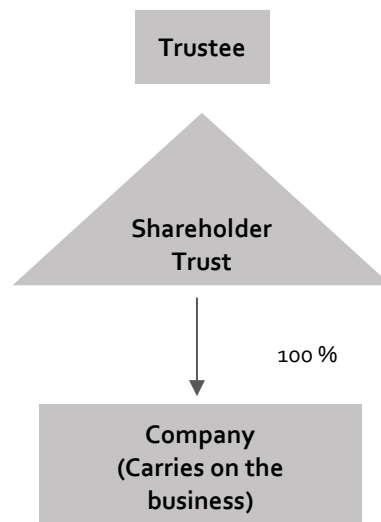 Trustee
Shareholder
Trust
100 %
Company
(Carries on the
business)